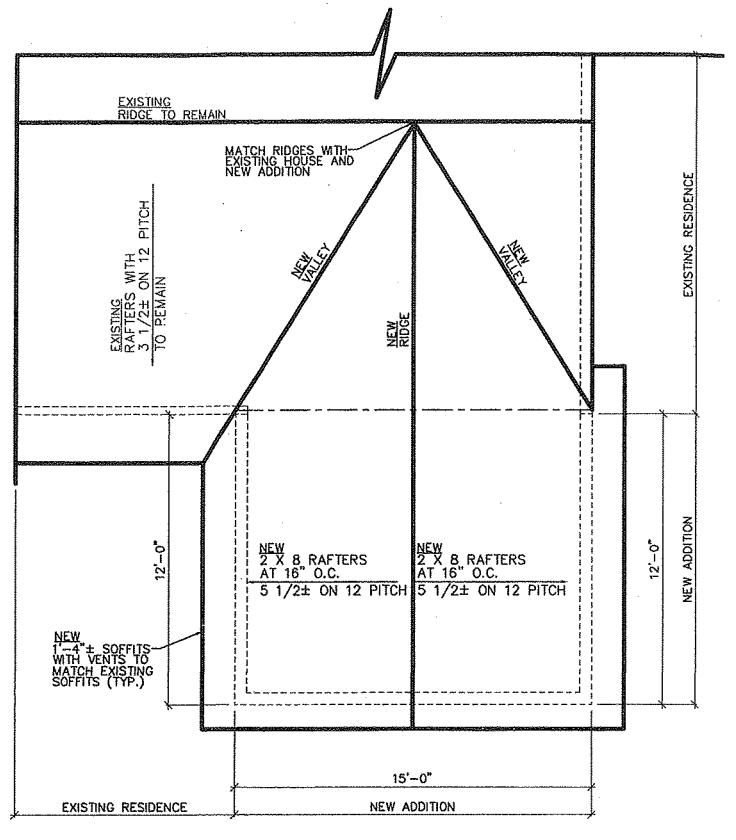 EXISTING
RIDGE TO REMAIN
MATCH RIDGES WITH
EXISTING HOUSE AND
NEW ADDITION
EXISTING
RAFTERS WITH
3 1/2± ON 12 PITCH
TO REMAIN
NEW
VALLEY
NEW
VALLEY
NEW
RIDGE
EXISTING RESIDENCE
NEW
2 X 8 RAFTERS
AT 16" O.C.
5 1/2± ON 12 PITCH
NEW
2 X 8 RAFTERS
AT 16" O.C.
5 1/2± ON 12 PITCH
12'-0"
12'-0"
NEW ADDITION
NEW
1'-4"± SOFFITS
WITH VENTS TO
MATCH EXISTING
SOFFITS (TYP.)
15'-0"
EXISTING RESIDENCE
NEW ADDITION